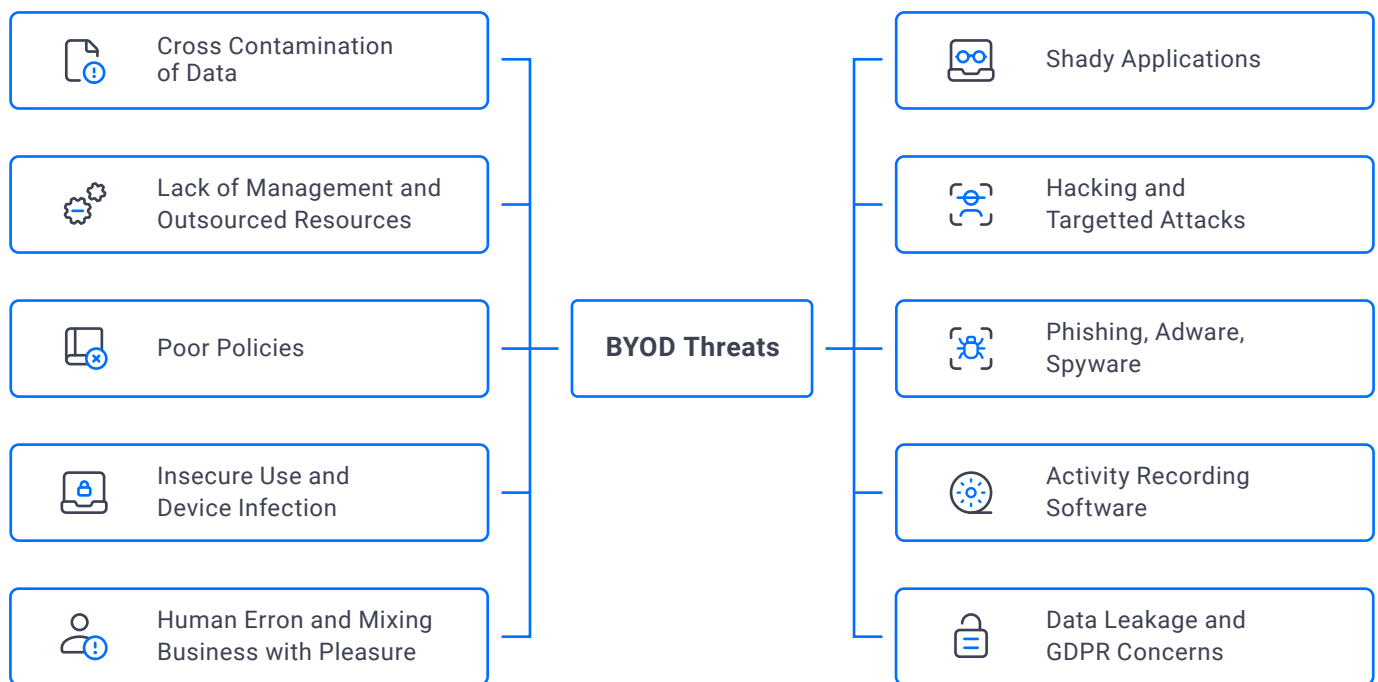 Cross Contamination
of Data
Lack of Management and
Outsourced Resources
Poor Policies
Insecure Use and
Device Infection
Human Erron and Mixing
Business with Pleasure
BYOD Threats
Shady Applications
Hacking and
Targetted Attacks
Phishing, Adware,
Spyware
Activity Recording
Software
Data Leakage and
GDPR Concerns